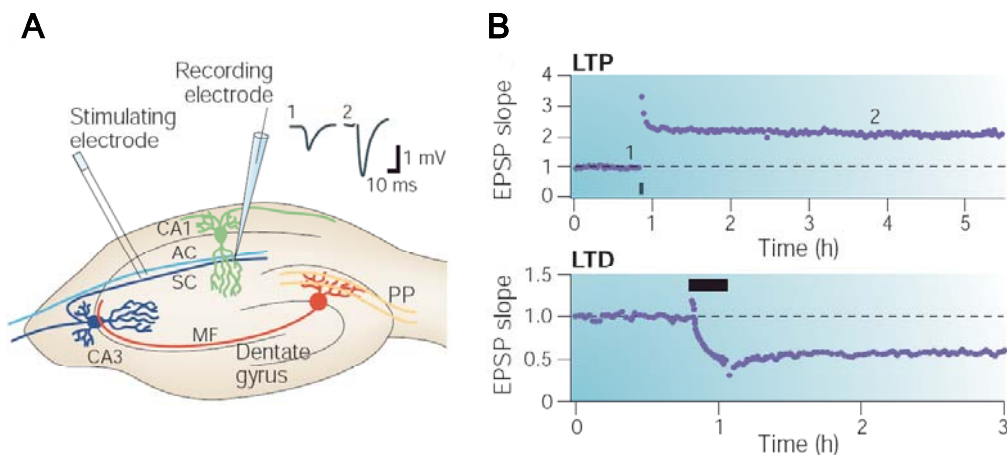 A
Recording
electrode
Stimulating
electrode
1
2
1 mV
10 ms
CA1
AC
SC
PP
MF
CA3
Dentate
gyrus
B
LTP
EPSP slope
4
3
2
1
0
1
2
0
1
2
3
4
5
Time (h)
LTD
EPSP slope
1.5
1.0
0.5
0
0
1
2
3
Time (h)